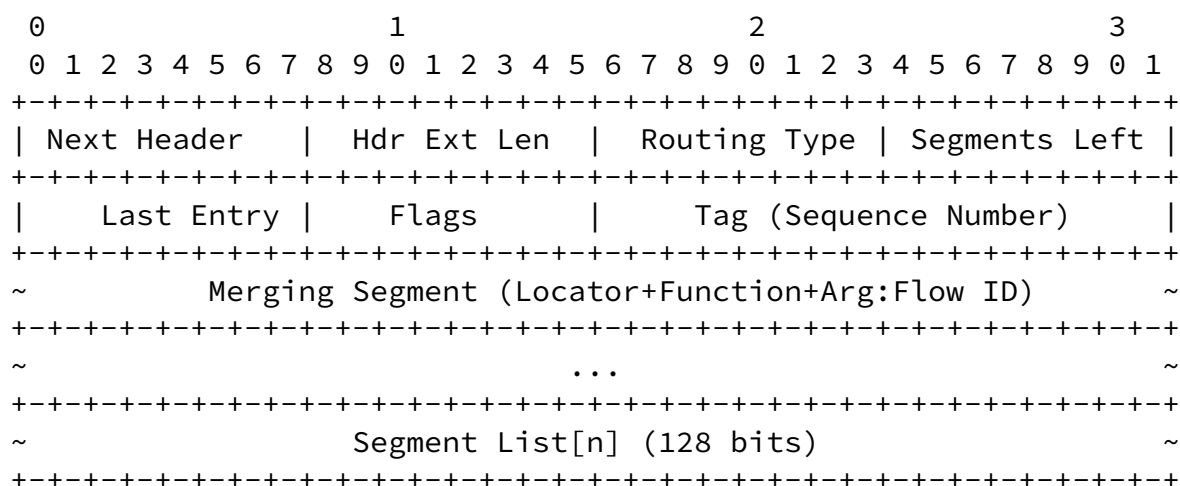 0                   1                   2                   3
 0 1 2 3 4 5 6 7 8 9 0 1 2 3 4 5 6 7 8 9 0 1 2 3 4 5 6 7 8 9 0 1
+-+-+-+-+-+-+-+-+-+-+-+-+-+-+-+-+-+-+-+-+-+-+-+-+-+-+-+-+-+-+-+-+
| Next Header   |  Hdr Ext Len  |  Routing Type | Segments Left |
+-+-+-+-+-+-+-+-+-+-+-+-+-+-+-+-+-+-+-+-+-+-+-+-+-+-+-+-+-+-+-+-+
|    Last Entry |    Flags      |     Tag (Sequence Number)     |
+-+-+-+-+-+-+-+-+-+-+-+-+-+-+-+-+-+-+-+-+-+-+-+-+-+-+-+-+-+-+-+-+
~          Merging Segment (Locator+Function+Arg:Flow ID)       ~
+-+-+-+-+-+-+-+-+-+-+-+-+-+-+-+-+-+-+-+-+-+-+-+-+-+-+-+-+-+-+-+-+
~                              ...                              ~
+-+-+-+-+-+-+-+-+-+-+-+-+-+-+-+-+-+-+-+-+-+-+-+-+-+-+-+-+-+-+-+-+
~                  Segment List[n] (128 bits)                   ~
+-+-+-+-+-+-+-+-+-+-+-+-+-+-+-+-+-+-+-+-+-+-+-+-+-+-+-+-+-+-+-+-+